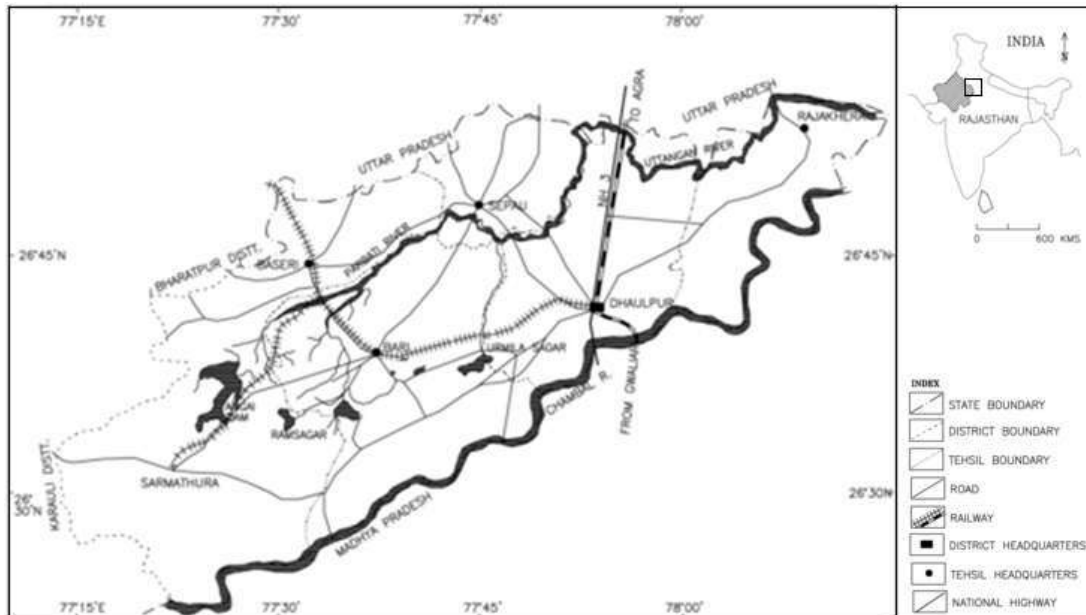 77°15'E
77°30'
77°45'
78°00'
INDIA
S
RAJASTHAN
0 600 KMS.
UTTAR PRADESH
TO AGRA
UTTAR PRADESH
RAJAKHERA
UTTANGAN RIVER
NH 3
SEPAU
PARVATI RIVER
26°45'N
BHARATPUR DISTT.
BASERI
26°45'N
DHAULPUR
BARI
URMILA SAGAR
CHAMBAL R.
FROM GWALIAR
RAMSAGAR
SARMATHURA
KARAULI DISTT.
26°
30'N
26°30'N
MADHYA PRADESH
77°15'E
77°30'
77°45'
78°00'
INDEX
STATE BOUNDARY
DISTRICT BOUNDARY
TEHSIL BOUNDARY
ROAD
RAILWAY
DISTRICT HEADQUARTERS
TEHSIL HEADQUARTERS
NATIONAL HIGHWAY